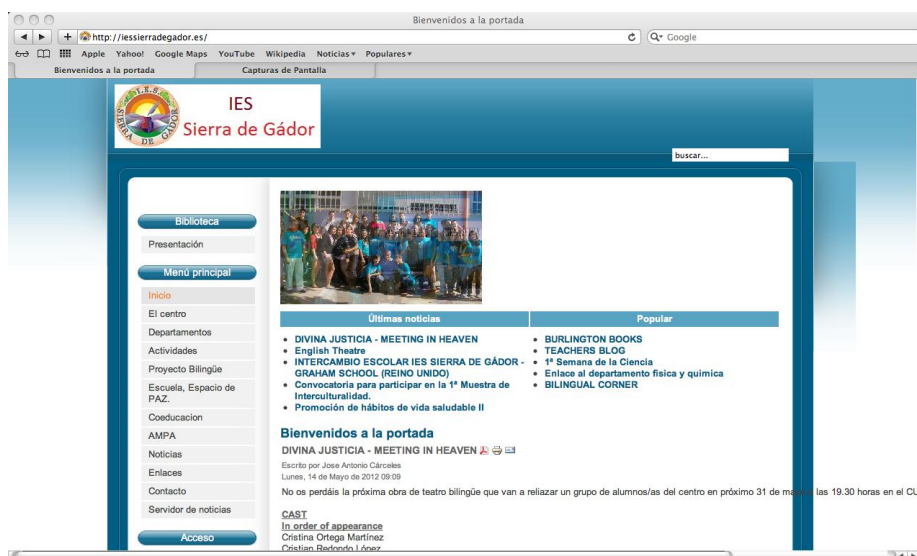 Bienvenidos a la portada
http://iessierradegador.es/
Google
Apple Yahoo! Google Maps YouTube Wikipedia Noticias Populares
Bienvenidos a la portada
Capturas de Pantalla
I.E.S.
SIERRA DE GADOR
IES
Sierra de Gádor
buscar...
Biblioteca
Presentación
Menú principal
Inicio
El centro
Departamentos
Actividades
Proyecto Bilingüe
Escuela, Espacio de
PAZ.
Coeducacion
AMPA
Noticias
Enlaces
Contacto
Servidor de noticias
Acceso
Últimas noticias
DIVINA JUSTICIA - MEETING IN HEAVEN
English Theatre
INTERCAMBIO ESCOLAR IES SIERRA DE GÁDOR -
GRAHAM SCHOOL (REINO UNIDO)
Convocatoria para participar en la 1ª Muestra de
Interculturalidad.
Promoción de hábitos de vida saludable II
Popular
BURLINGTON BOOKS
TEACHERS BLOG
1ª Semana de la Ciencia
Enlace al departamento fisica y quimica
BILINGUAL CORNER
Bienvenidos a la portada
DIVINA JUSTICIA - MEETING IN HEAVEN
Escrito por Jose Antonio Cárceles
Lunes, 14 de Mayo de 2012 09:09
No os perdáis la próxima obra de teatro bilingüe que van a reliazar un grupo de alumnos/as del centro en próximo 31 de mayo a las 19.30 horas en el CU
CAST
In order of appearance
Cristina Ortega Martínez
Cristian Redondo López